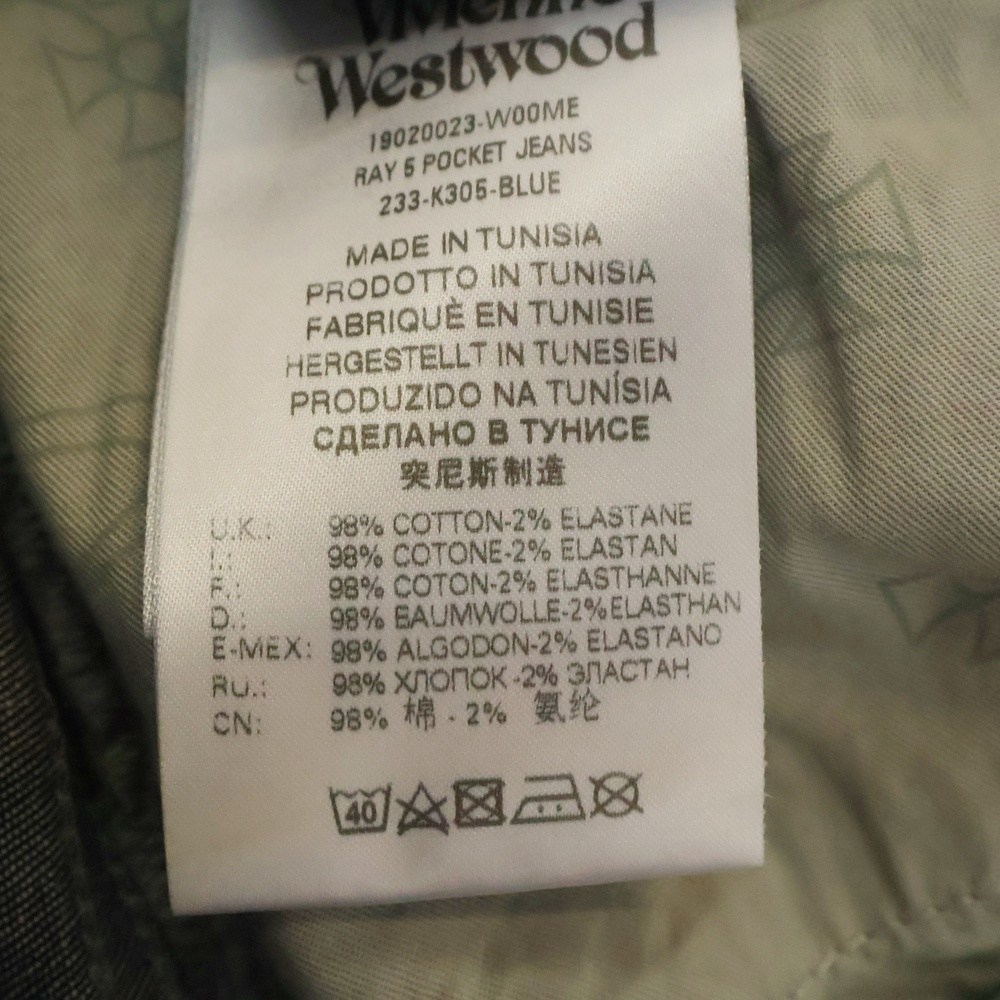 Vivienne
Westwood
19020023-W00ME
RAY 5 POCKET JEANS
233-K305-BLUE
MADE IN TUNISIA
PRODOTTO IN TUNISIA
FABRIQUÈ EN TUNISIE
HERGESTELLT IN TUNESIEN
PRODUZIDO NA TUNÍSIA
СДЕЛАНО В ТУНИСЕ
突尼斯制造
U.K.: 98% COTTON-2% ELASTANE
I.: 98% COTONE-2% ELASTAN
F.: 98% COTON-2% ELASTHANNE
D.: 98% BAUMWOLLE-2%ELASTHAN
E-MEX: 98% ALGODON-2% ELASTANO
RU.: 98% ХЛОПОК-2% ЭЛАСТАН
CN: 98% 棉 - 2% 氨纶
40